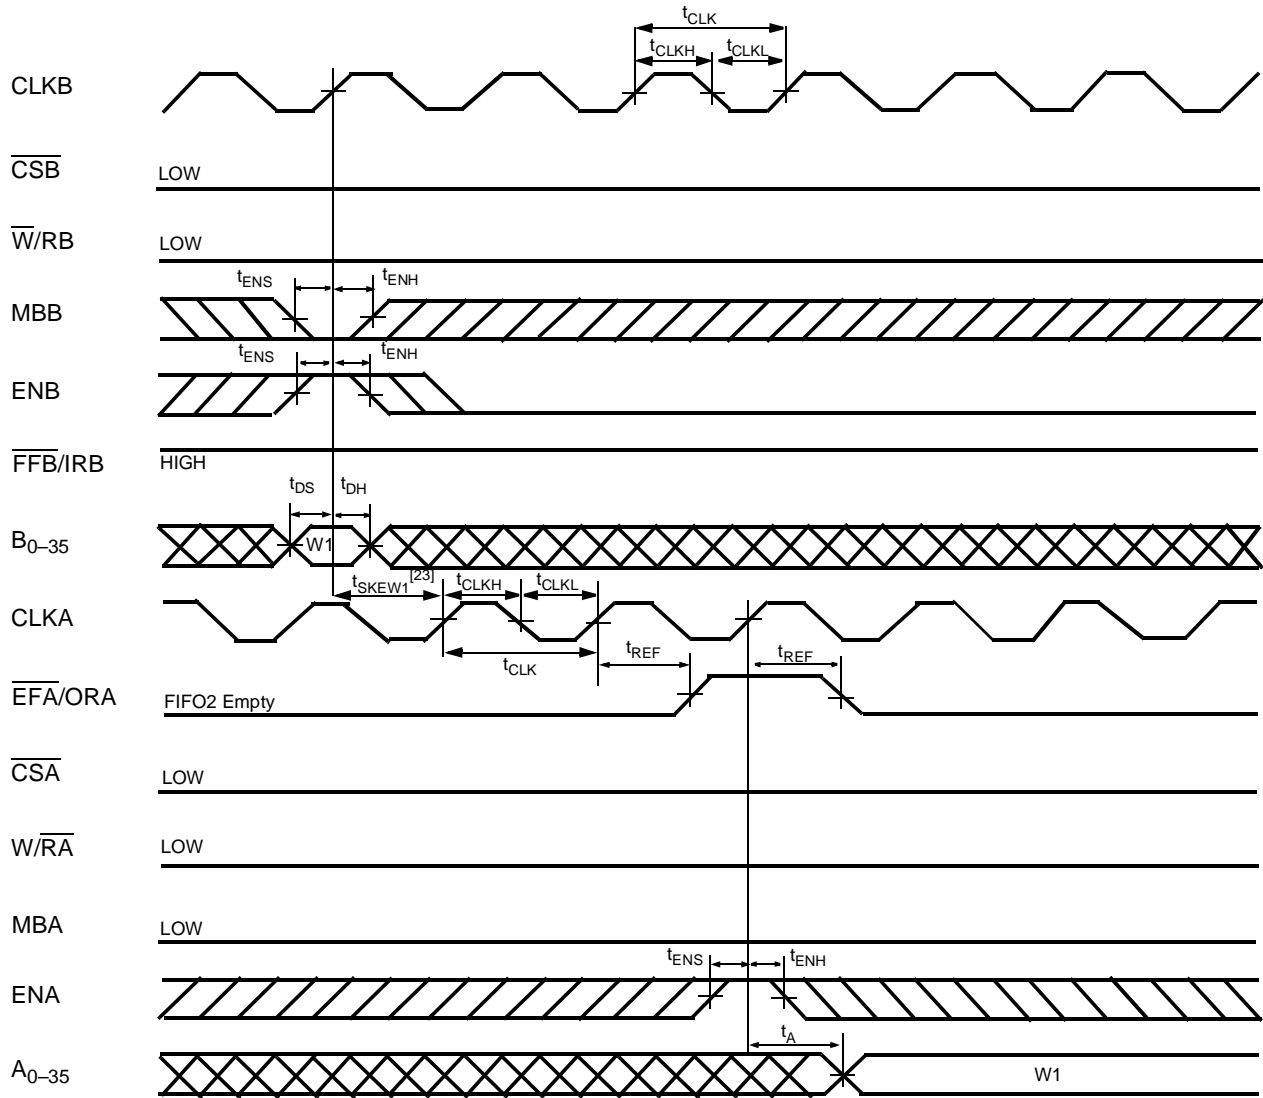 tCLK
tCLKH tCLKL
CLKB
CSB LOW
W/RB LOW
tENS tENH
MBB
tENS tENH
ENB
FFB/IRB HIGH
tDS tDH
B0–35 W1
tSKEW1[23] tCLKH tCLKL
CLKA
tCLK tREF tREF
EFA/ORA FIFO2 Empty
CSA LOW
W/RA LOW
MBA LOW
tENS tENH
ENA
tA
A0–35 W1